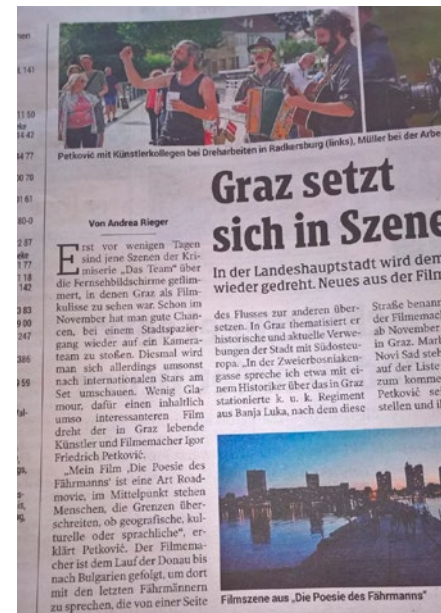 Petković mit Künstlerkollegen bei Dreharbeiten in Radkersburg (links), Müller bei der Arbe
Graz setzt
sich in Szene
In der Landeshauptstadt wird dem
wieder gedreht. Neues aus der Film
Von Andrea Rieger
Erst vor wenigen Tagen
sind jene Szenen der Kri-
miserie „Das Team“ über
die Fernsehbildschirme geflim-
mert, in denen Graz als Film-
kulisse zu sehen war. Schon im
November hat man gute Chan-
cen, bei einem Stadtspazier-
gang wieder auf ein Kamera-
team zu stoßen. Diesmal wird
man sich allerdings umsonst
nach internationalen Stars am
Set umschauen. Wenig Gla-
mour, dafür einen inhaltlich
umso interessanteren Film
dreht der in Graz lebende
Künstler und Filmemacher Igor
Friedrich Petković.
„Mein Film ‚Die Poesie des
Fährmanns‘ ist eine Art Road-
movie, im Mittelpunkt stehen
Menschen, die Grenzen über-
schreiten, ob geografische, kul-
turelle oder sprachliche“, er-
klärt Petković. Der Filmema-
cher ist dem Lauf der Donau bis
nach Bulgarien gefolgt, um dort
mit den letzten Fährmännern
zu sprechen, die von einer Seite
des Flusses zur anderen über-
setzen. In Graz thematisiert er
historische und aktuelle Verwe-
bungen der Stadt mit Südosteu-
ropa. „In der Zweierbosniaken-
gasse spreche ich etwa mit ei-
nem Historiker über das in Graz
stationierte k. u. k. Regiment
aus Banja Luka, nach dem diese
Straße benannt
der Filmemach
ab November
in Graz. Marb
Novi Sad steh
auf der Liste
zum komme
Petković se
stellen und i
Filmszene aus „Die Poesie des Fährmanns“